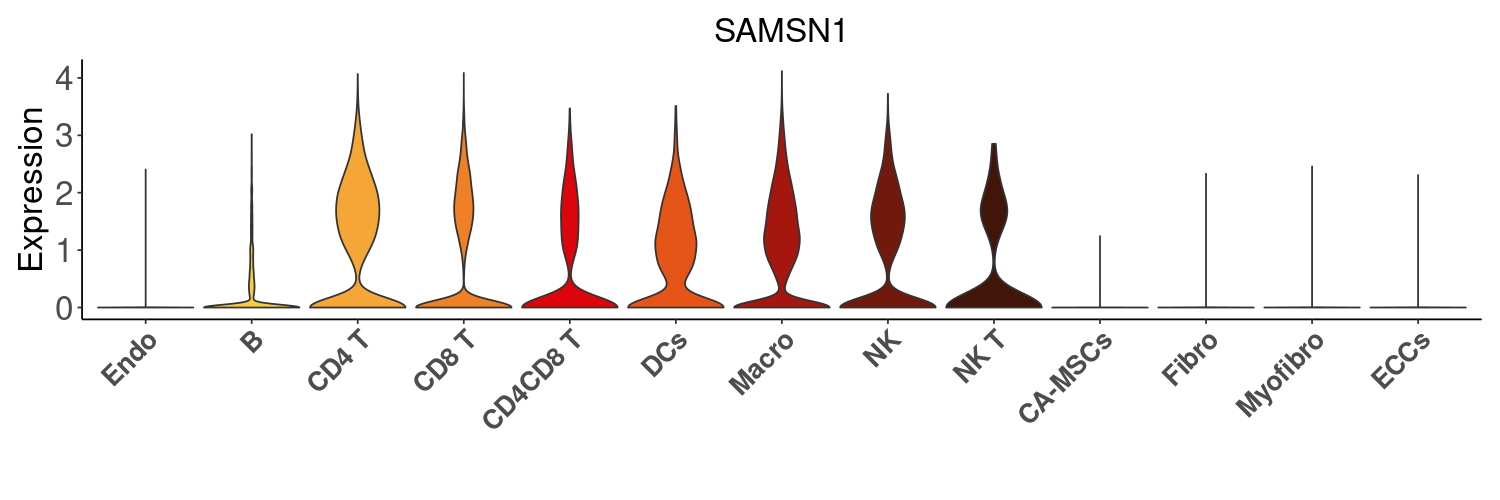 SAMSN1
Expression
4
3
2
1
0
Endo
B
CD4 T
CD8 T
CD4CD8 T
DCs
Macro
NK
NK T
CA-MSCs
Fibro
Myofibro
ECCs